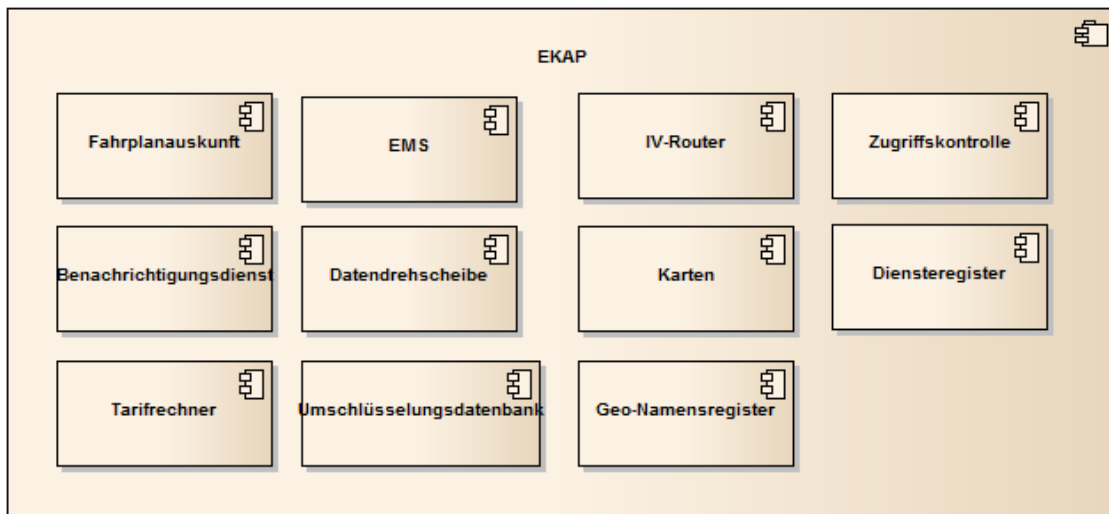 EKAP
Fahrplanauskunft
EMS
IV-Router
Zugriffskontrolle
Benachrichtigungsdienst
Datendrehscheibe
Karten
Diensteregister
Tarifrechner
Umschlüsselungsdatenbank
Geo-Namensregister